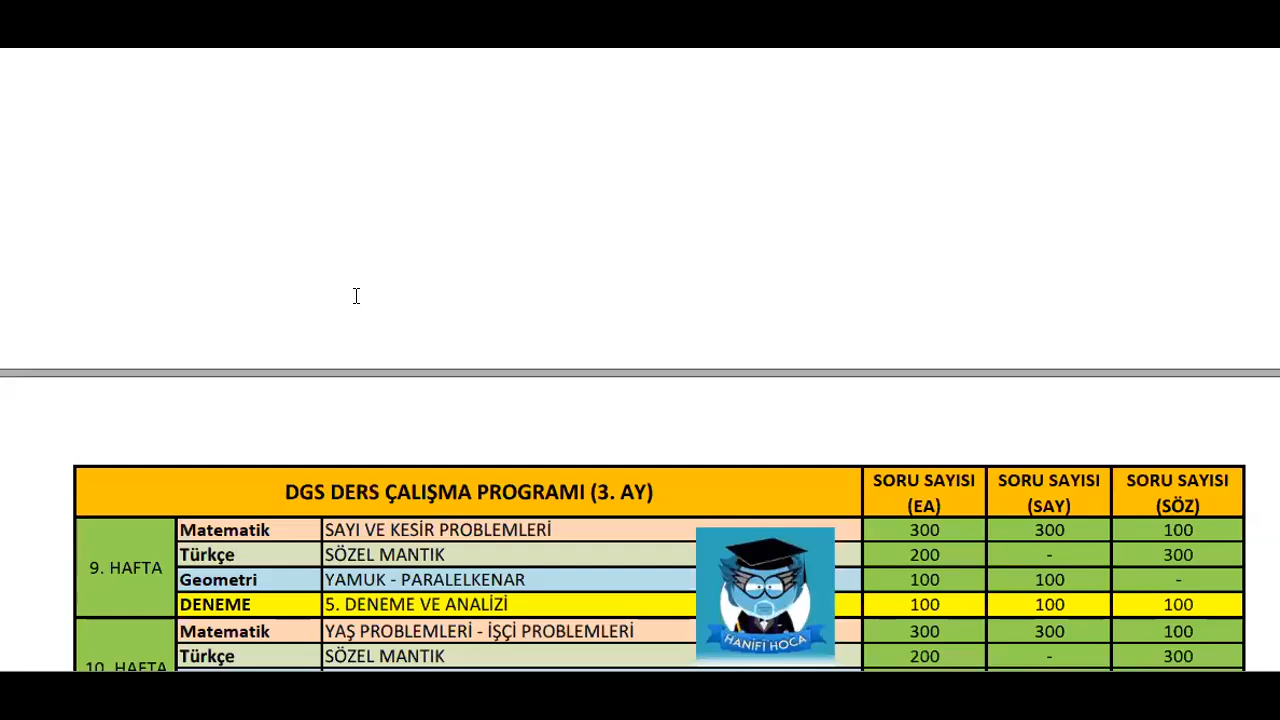 DGS DERS ÇALIŞMA PROGRAMI (3. AY) SORU SAYISI (EA) SORU SAYISI (SAY) SORU SAYISI (SÖZ)
9. HAFTA
Matematik SAYI VE KESİR PROBLEMLERİ 300 300 100
Türkçe SÖZEL MANTIK 200 - 300
Geometri YAMUK - PARALELKENAR 100 100 -
DENEME 5. DENEME VE ANALİZİ 100 100 100
10. HAFTA
Matematik YAŞ PROBLEMLERİ - İŞÇİ PROBLEMLERİ 300 300 100
Türkçe SÖZEL MANTIK 200 - 300
HANİFİ HOCA